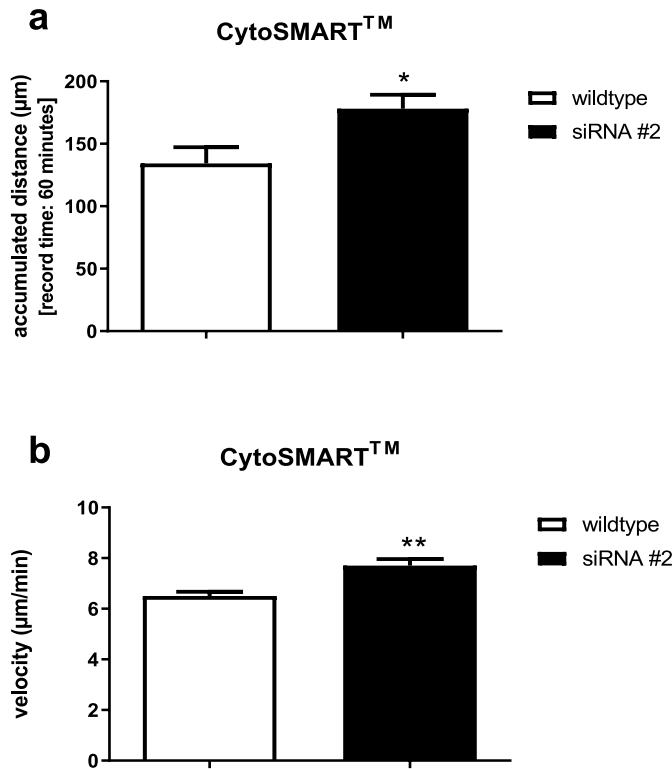 a
CytoSMART™
accumulated distance (µm)
[record time: 60 minutes]
200
150
100
50
0
*
wildtype
siRNA #2
b
CytoSMART™
velocity (µm/min)
10
8
6
4
2
0
**
wildtype
siRNA #2